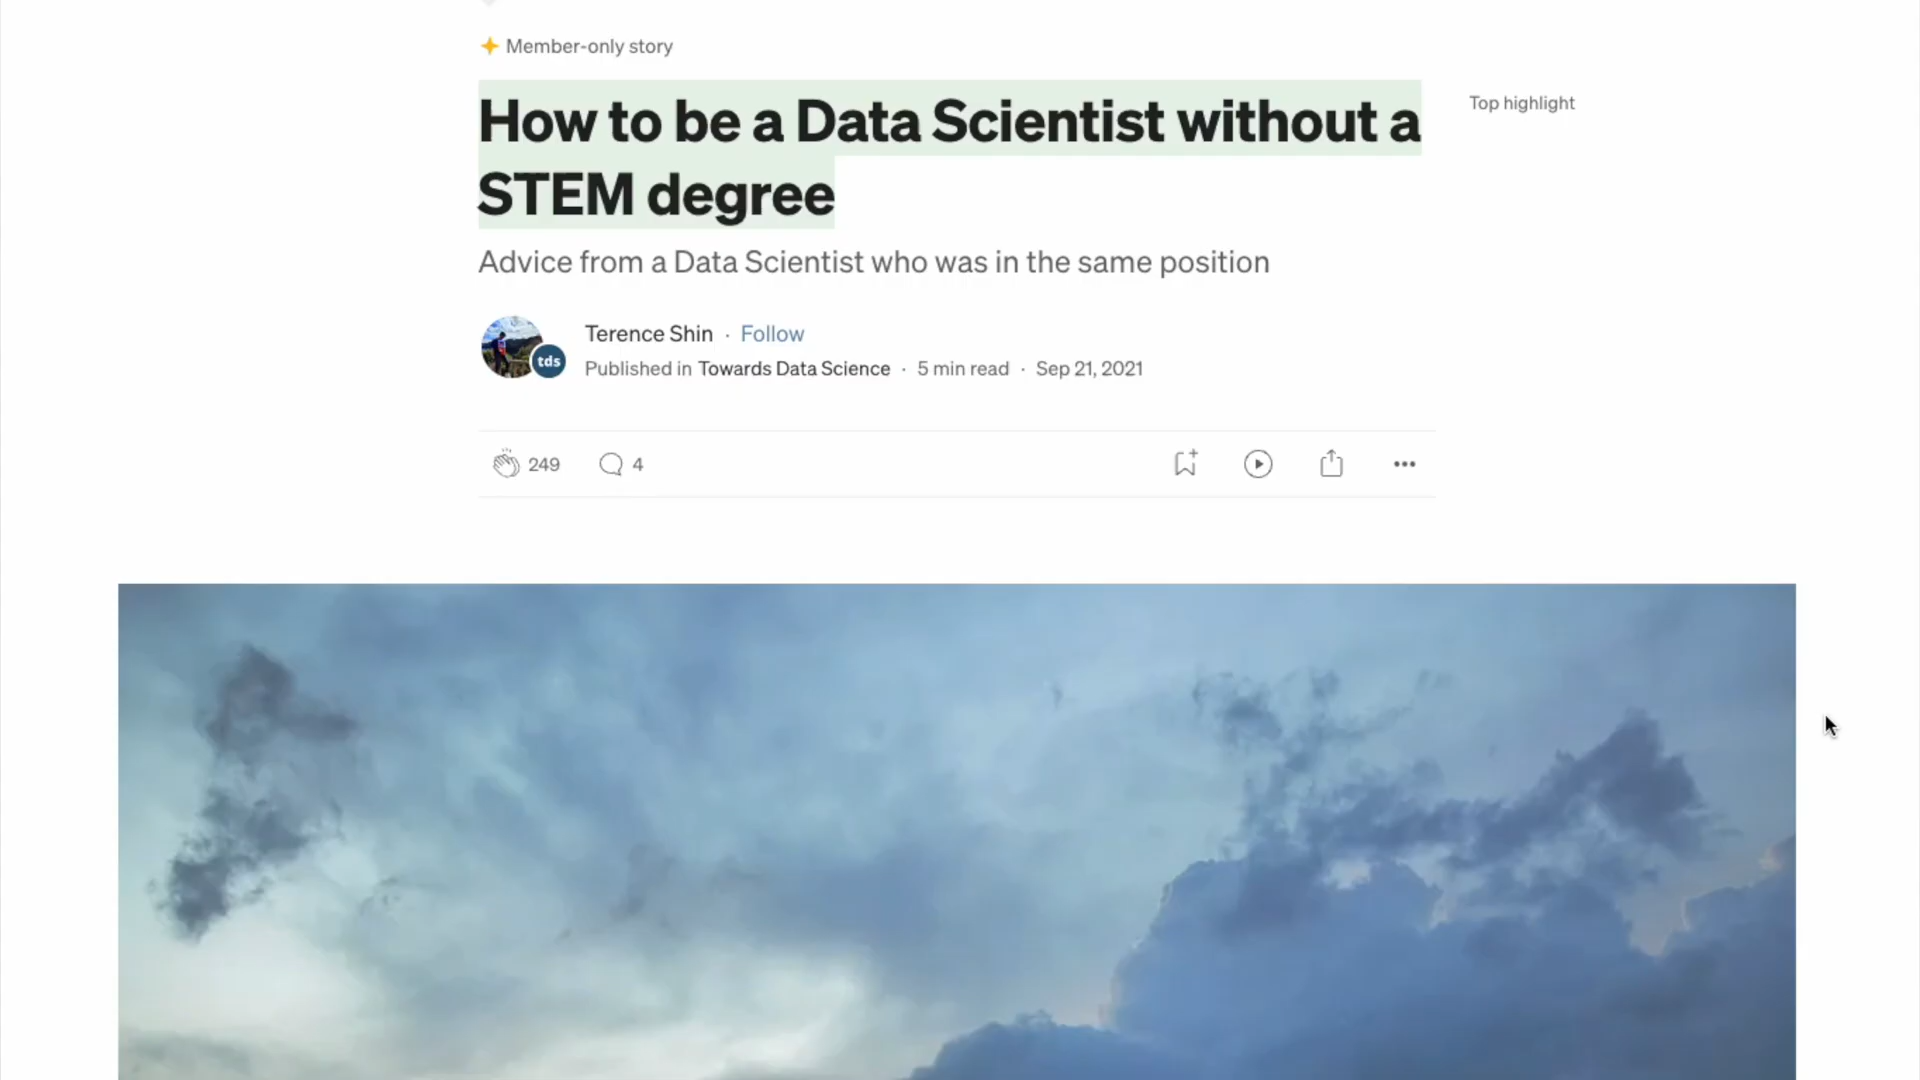 Member-only story
How to be a Data Scientist without a
Top highlight
STEM degree
Advice from a Data Scientist who was in the same position
Terence Shin · Follow
tds
Published in Towards Data Science · 5 min read · Sep 21, 2021
249
4